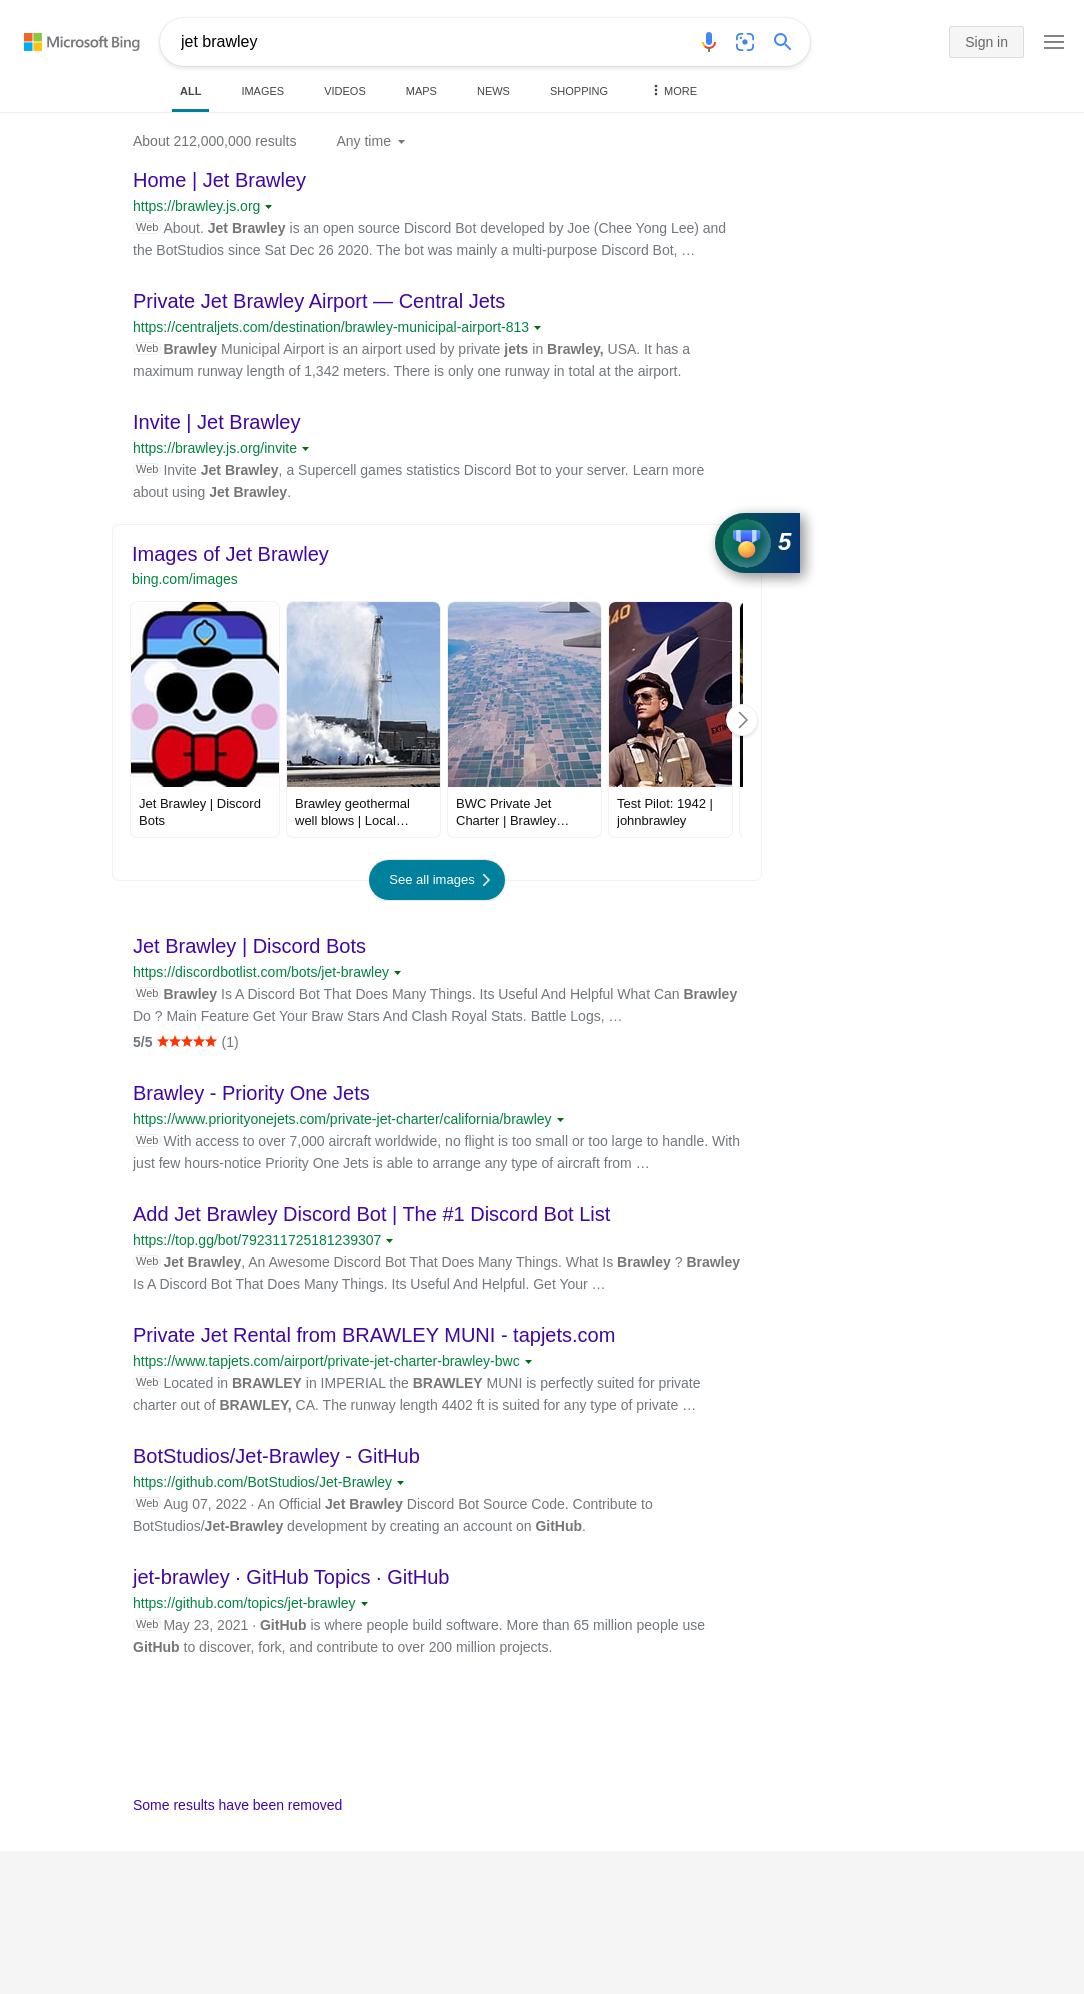 Microsoft Bing
jet brawley
Sign in
ALL IMAGES VIDEOS MAPS NEWS SHOPPING MORE
About 212,000,000 results Any time
Home | Jet Brawley
https://brawley.js.org
Web About. Jet Brawley is an open source Discord Bot developed by Joe (Chee Yong Lee) and
the BotStudios since Sat Dec 26 2020. The bot was mainly a multi-purpose Discord Bot, …
Private Jet Brawley Airport — Central Jets
https://centraljets.com/destination/brawley-municipal-airport-813
Web Brawley Municipal Airport is an airport used by private jets in Brawley, USA. It has a
maximum runway length of 1,342 meters. There is only one runway in total at the airport.
Invite | Jet Brawley
https://brawley.js.org/invite
Web Invite Jet Brawley, a Supercell games statistics Discord Bot to your server. Learn more
about using Jet Brawley.
5
Images of Jet Brawley
bing.com/images
Jet Brawley | Discord
Bots
Brawley geothermal
well blows | Local…
BWC Private Jet
Charter | Brawley…
Test Pilot: 1942 |
johnbrawley
See all images
Jet Brawley | Discord Bots
https://discordbotlist.com/bots/jet-brawley
Web Brawley Is A Discord Bot That Does Many Things. Its Useful And Helpful What Can Brawley
Do ? Main Feature Get Your Braw Stars And Clash Royal Stats. Battle Logs, …
5/5 ★★★★★ (1)
Brawley - Priority One Jets
https://www.priorityonejets.com/private-jet-charter/california/brawley
Web With access to over 7,000 aircraft worldwide, no flight is too small or too large to handle. With
just few hours-notice Priority One Jets is able to arrange any type of aircraft from …
Add Jet Brawley Discord Bot | The #1 Discord Bot List
https://top.gg/bot/792311725181239307
Web Jet Brawley, An Awesome Discord Bot That Does Many Things. What Is Brawley ? Brawley
Is A Discord Bot That Does Many Things. Its Useful And Helpful. Get Your …
Private Jet Rental from BRAWLEY MUNI - tapjets.com
https://www.tapjets.com/airport/private-jet-charter-brawley-bwc
Web Located in BRAWLEY in IMPERIAL the BRAWLEY MUNI is perfectly suited for private
charter out of BRAWLEY, CA. The runway length 4402 ft is suited for any type of private …
BotStudios/Jet-Brawley - GitHub
https://github.com/BotStudios/Jet-Brawley
Web Aug 07, 2022 · An Official Jet Brawley Discord Bot Source Code. Contribute to
BotStudios/Jet-Brawley development by creating an account on GitHub.
jet-brawley · GitHub Topics · GitHub
https://github.com/topics/jet-brawley
Web May 23, 2021 · GitHub is where people build software. More than 65 million people use
GitHub to discover, fork, and contribute to over 200 million projects.
Some results have been removed